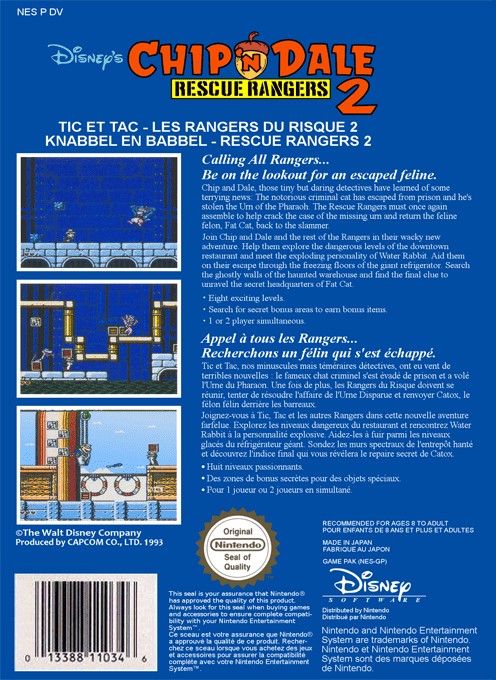 NES P DV
Disney's
CHIP 'N DALE
RESCUE RANGERS
2
TIC ET TAC - LES RANGERS DU RISQUE 2
KNABBEL EN BABBEL - RESCUE RANGERS 2
Calling All Rangers...
Be on the lookout for an escaped feline.
Chip and Dale, those tiny but daring detectives have learned of some
terrying news: The notorious criminal cat has escaped from prison and he's
stolen the Urn of the Pharaoh. The Rescue Rangers must once again
assemble to help crack the case of the missing urn and return the feline
felon, Fat Cat, back to the slammer.
Join Chip and Dale and the rest of the Rangers in their wacky new
adventure. Help them explore the dangerous levels of the downtown
restaurant and meet the exploding personality of Water Rabbit. Aid them
on their escape through the freezing floors of the giant refrigerator. Search
the ghostly walls of the haunted warehouse and find the final clue to
unravel the secret headquarters of Fat Cat.
· Eight exciting levels.
· Search for secret bonus areas to earn bonus items.
· 1 or 2 player simultaneous.
Appel à tous les Rangers...
Recherchons un félin qui s'est échappé.
Tic et Tac, nos minuscules mais téméraires détectives, ont eu vent de
terribles nouvelles : le fameux chat criminel s'est évadé de prison et a volé
l'Urne du Pharaon. Une fois de plus, les Rangers du Risque doivent se
réunir, tenter de résoudre l'affaire de l'Urne Disparue et renvoyer Catox, le
félon félin derrière les barreaux.
Joignez-vous à Tic, Tac et les autres Rangers dans cette nouvelle aventure
farfelue. Explorez les niveaux dangereux du restaurant et rencontrez Water
Rabbit à la personnalité explosive. Aidez-les à fuir parmi les niveaux
glacés du réfrigérateur géant. Sondez les murs spectraux de l'entrepôt hanté
et découvrez l'indice final qui vous révélera le repaire secret de Catox.
• Huit niveaux passionnants.
• Des zones de bonus secrètes pour des objets spéciaux.
• Pour 1 joueur ou 2 joueurs en simultané.
©The Walt Disney Company
Produced by CAPCOM CO., LTD. 1993
0 13388 11034 6
Original
Nintendo
Seal of
Quality
TM
This seal is your assurance that Nintendo®
has approved the quality of this product.
Always look for this seal when buying games
and accessories to ensure complete compati-
bility with your Nintendo Entertainment
System™.
Ce sceau est votre assurance que Nintendo®
a approuvé la qualité de ce produit. Recher-
chez ce sceau lorsque vous achetez des jeux
et accessoires pour assurer la compatibilité
complète avec votre Nintendo Entertainment
System™.
RECOMMENDED FOR AGES 8 TO ADULT
POUR ENFANTS DE 8 ANS ET PLUS ET ADULTES
MADE IN JAPAN
FABRIQUE AU JAPON
GAME PAK (NES-GP)
Disney
SOFTWARE
Distributed by Nintendo
Distribué par Nintendo
Nintendo and Nintendo Entertainment
System are trademarks of Nintendo.
Nintendo et Nintendo Entertainment
System sont des marques déposées
de Nintendo.